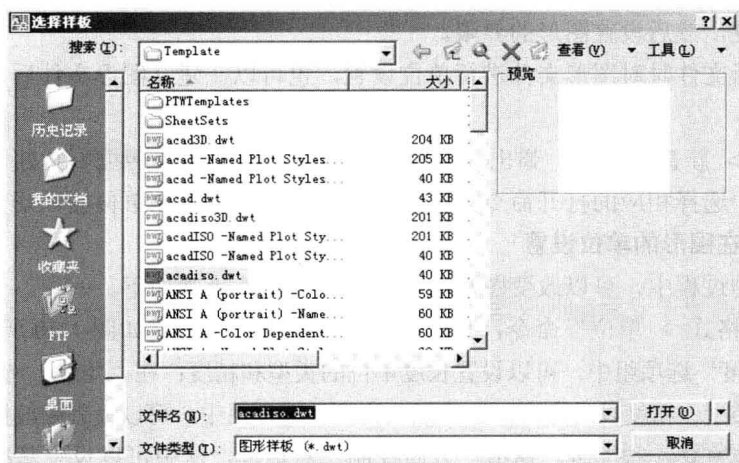 选择样板
搜索(I): Template 查看(V) 工具(L)
名称 大小 预览
PTWTemplates
SheetSets
acad3D.dwt 204 KB
acad -Named Plot Styles... 205 KB
acad -Named Plot Styles... 40 KB
acad.dwt 43 KB
acadiso3D.dwt 201 KB
acadISO -Named Plot Sty... 201 KB
acadISO -Named Plot Sty... 40 KB
acadiso.dwt 40 KB
ANSI A (portrait) -Colo... 59 KB
ANSI A (portrait) -Name... 60 KB
ANSI A -Color Dependent... 60 KB
历史记录
我的文档
收藏夹
FTP
桌面
文件名(N): acadiso.dwt 打开(O)
文件类型(T): 图形样板 (*.dwt) 取消